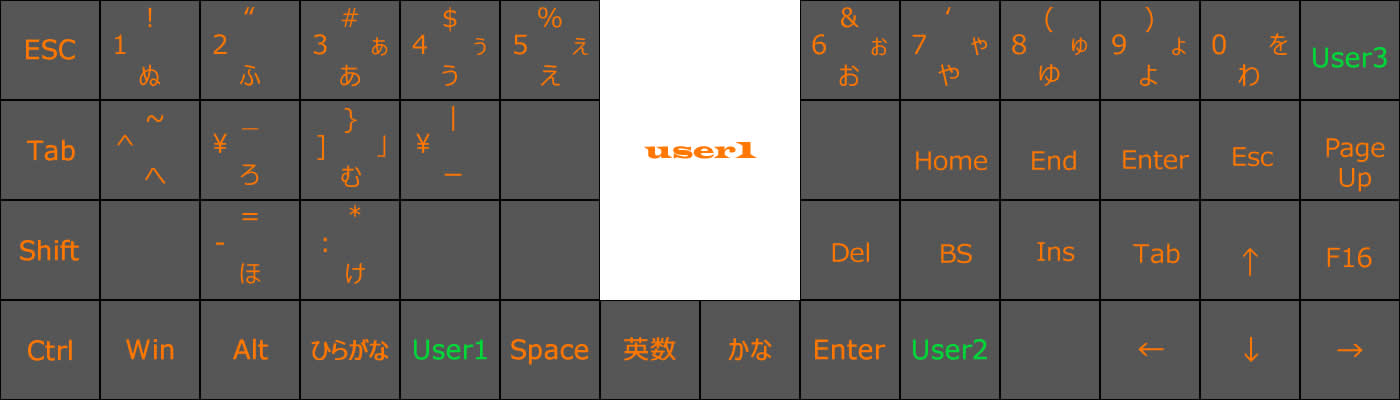 ! “ # $ % & ‘ ( )
ESC 1 2 3 ぁ 4 ぅ 5 ぇ 6 ぉ 7 ゃ 8 ゅ 9 ょ 0 を User3
ぬ ふ あ う え お や ゆ よ わ
~ _ } |
Tab ^ ¥ ] 」 ¥ user1 Home End Enter Esc Page
へ ろ む ー Up
= *
Shift - : Del BS Ins Tab ↑ F16
ほ け
Ctrl Win Alt ひらがな User1 Space 英数 かな Enter User2 ← ↓ →